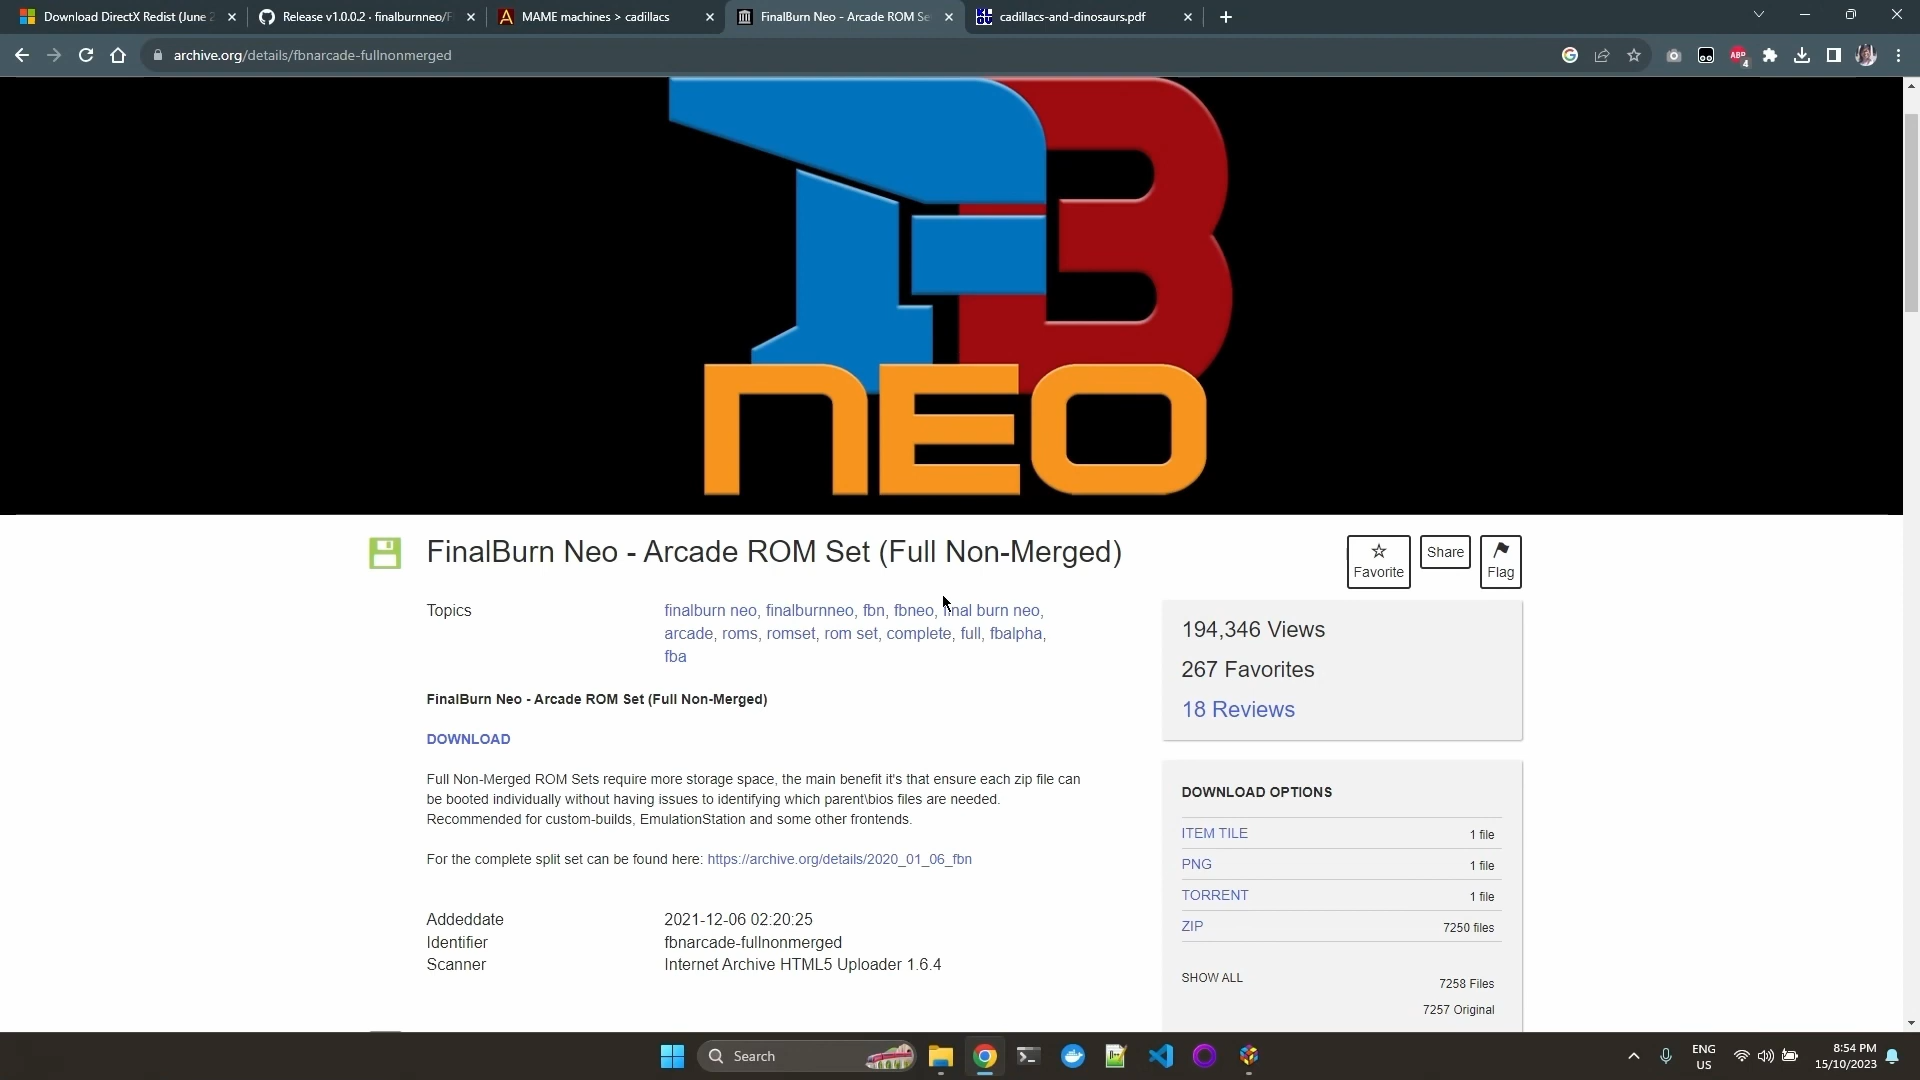 Download DirectX Redist (June 2
Release v1.0.0.2 · finalburnneo/F
MAME machines > cadillacs
FinalBurn Neo - Arcade ROM Se
cadillacs-and-dinosaurs.pdf
archive.org/details/fbnarcade-fullnonmerged
ABP
4
FB
NEO
FinalBurn Neo - Arcade ROM Set (Full Non-Merged)
Favorite
Share
Flag
Topics
finalburn neo, finalburnneo, fbn, fbneo, final burn neo,
arcade, roms, romset, rom set, complete, full, fbalpha,
fba
194,346 Views
267 Favorites
18 Reviews
FinalBurn Neo - Arcade ROM Set (Full Non-Merged)
DOWNLOAD
Full Non-Merged ROM Sets require more storage space, the main benefit it's that ensure each zip file can
be booted individually without having issues to identifying which parent\bios files are needed.
Recommended for custom-builds, EmulationStation and some other frontends.
For the complete split set can be found here: https://archive.org/details/2020_01_06_fbn
Addeddate 2021-12-06 02:20:25
Identifier fbnarcade-fullnonmerged
Scanner Internet Archive HTML5 Uploader 1.6.4
DOWNLOAD OPTIONS
ITEM TILE 1 file
PNG 1 file
TORRENT 1 file
ZIP 7250 files
SHOW ALL 7258 Files
7257 Original
Search
ENG
US
8:54 PM
15/10/2023